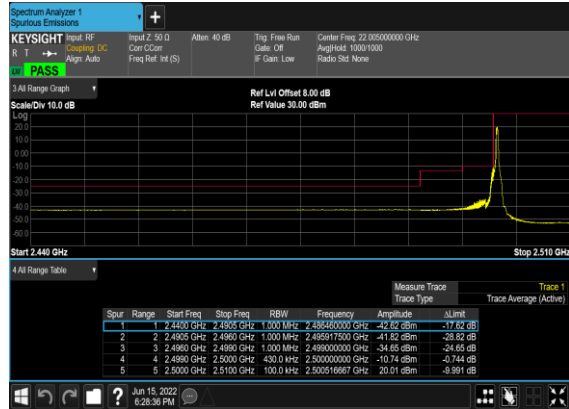 Spectrum Analyzer 1
Spurious Emissions
+
KEYSIGHT Input: RF Input Z: 50 Ω Atten: 40 dB Trig: Free Run Center Freq: 22.005000000 GHz
R T Coupling: DC Corr CCorr Gate: Off Avg|Hold: 1000/1000
Align: Auto Freq Ref: Int (S) IF Gain: Low Radio Std: None
PASS
3 All Range Graph
Ref Lvl Offset 8.00 dB
Scale/Div 10.0 dB Ref Value 30.00 dBm
Log
20.0
10.0
0.00
-10.0
-20.0
-30.0
-40.0
-50.0
-60.0
Start 2.440 GHz Stop 2.510 GHz
4 All Range Table
Measure Trace Trace 1
Trace Type Trace Average (Active)
Spur Range Start Freq Stop Freq RBW Frequency Amplitude ΔLimit
1 1 2.4400 GHz 2.4905 GHz 1.000 MHz 2.486460000 GHz -42.62 dBm -17.62 dB
2 2 2.4905 GHz 2.4960 GHz 1.000 MHz 2.495917500 GHz -41.82 dBm -28.82 dB
3 3 2.4960 GHz 2.4990 GHz 1.000 MHz 2.499000000 GHz -34.65 dBm -24.65 dB
4 4 2.4990 GHz 2.5000 GHz 430.0 kHz 2.500000000 GHz -10.74 dBm -0.744 dB
5 5 2.5000 GHz 2.5100 GHz 100.0 kHz 2.500516667 GHz 20.01 dBm -9.991 dB
? Jun 15, 2022
6:28:36 PM